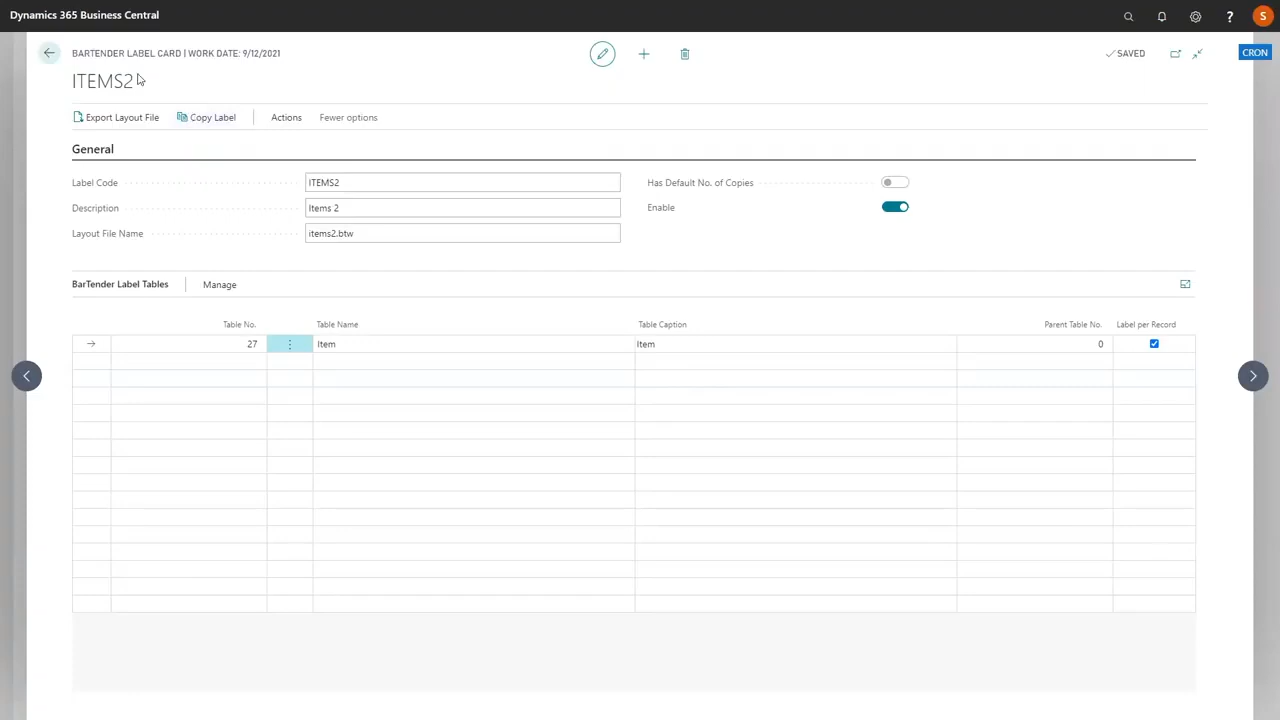 Dynamics 365 Business Central
?
S
BARTENDER LABEL CARD | WORK DATE: 9/12/2021
SAVED
CRON
ITEMS2
Export Layout File
Copy Label
Actions
Fewer options
General
Label Code
ITEMS2
Has Default No. of Copies
Description
Items 2
Enable
Layout File Name
items2.btw
BarTender Label Tables
Manage
Table No.
Table Name
Table Caption
Parent Table No.
Label per Record
27
Item
Item
0